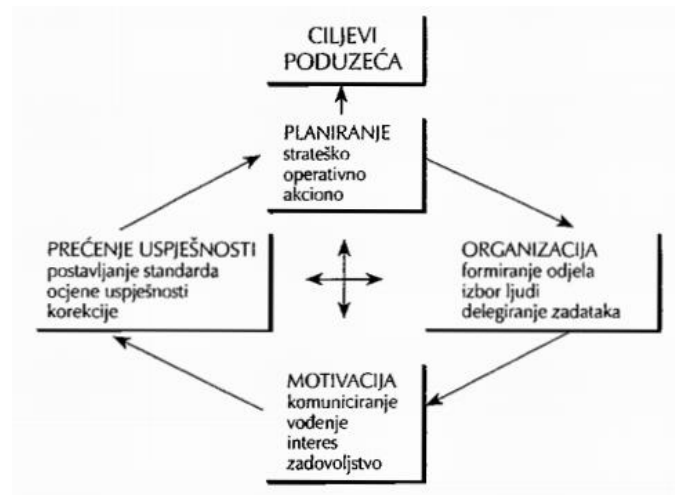 CILJEVI
PODUZEĆA
PLANIRANJE
strateško
operativno
akciono
PREĆENJE USPJEŠNOSTI
postavljanje standarda
ocjene uspješnosti
korekcije
ORGANIZACIJA
formiranje odjela
izbor ljudi
delegiranje zadataka
MOTIVACIJA
komuniciranje
vođenje
interes
zadovoljstvo